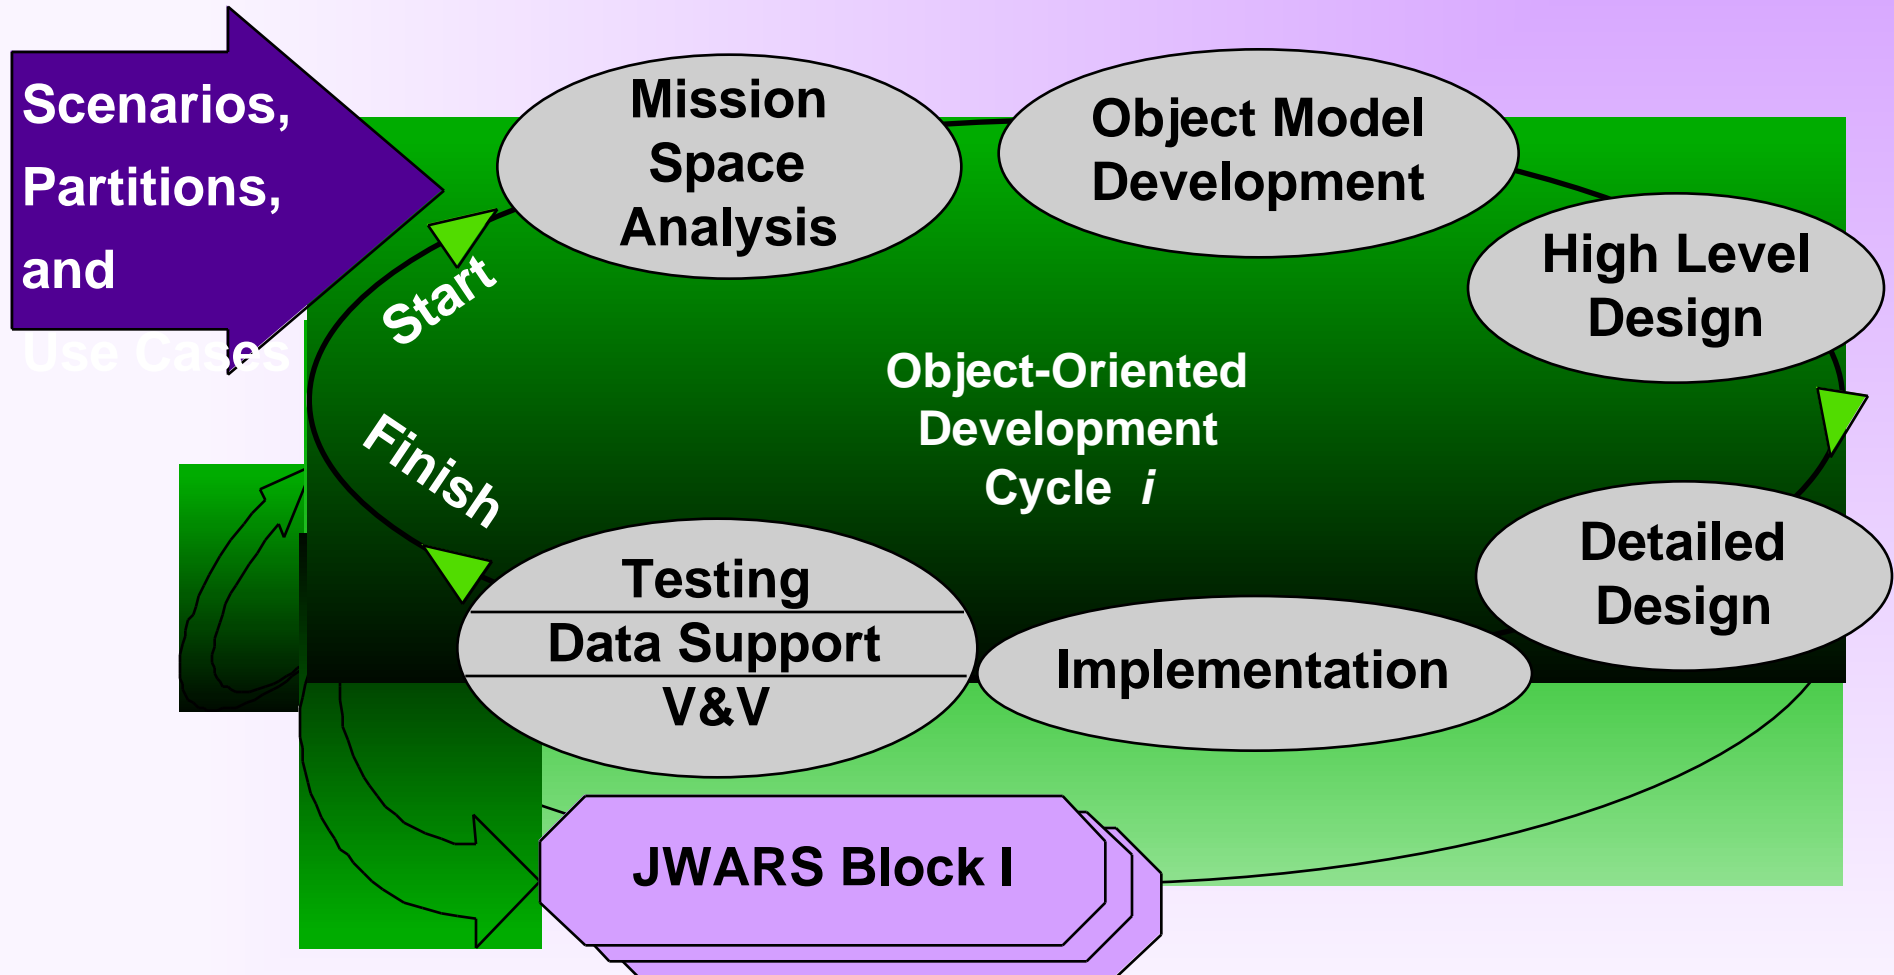 Scenarios,
Partitions,
and
Use Cases
Mission
Space
Analysis
Object Model
Development
High Level
Design
Start
Object-Oriented
Development
Cycle i
Finish
Detailed
Design
Testing
Data Support
V&V
Implementation
JWARS Block I